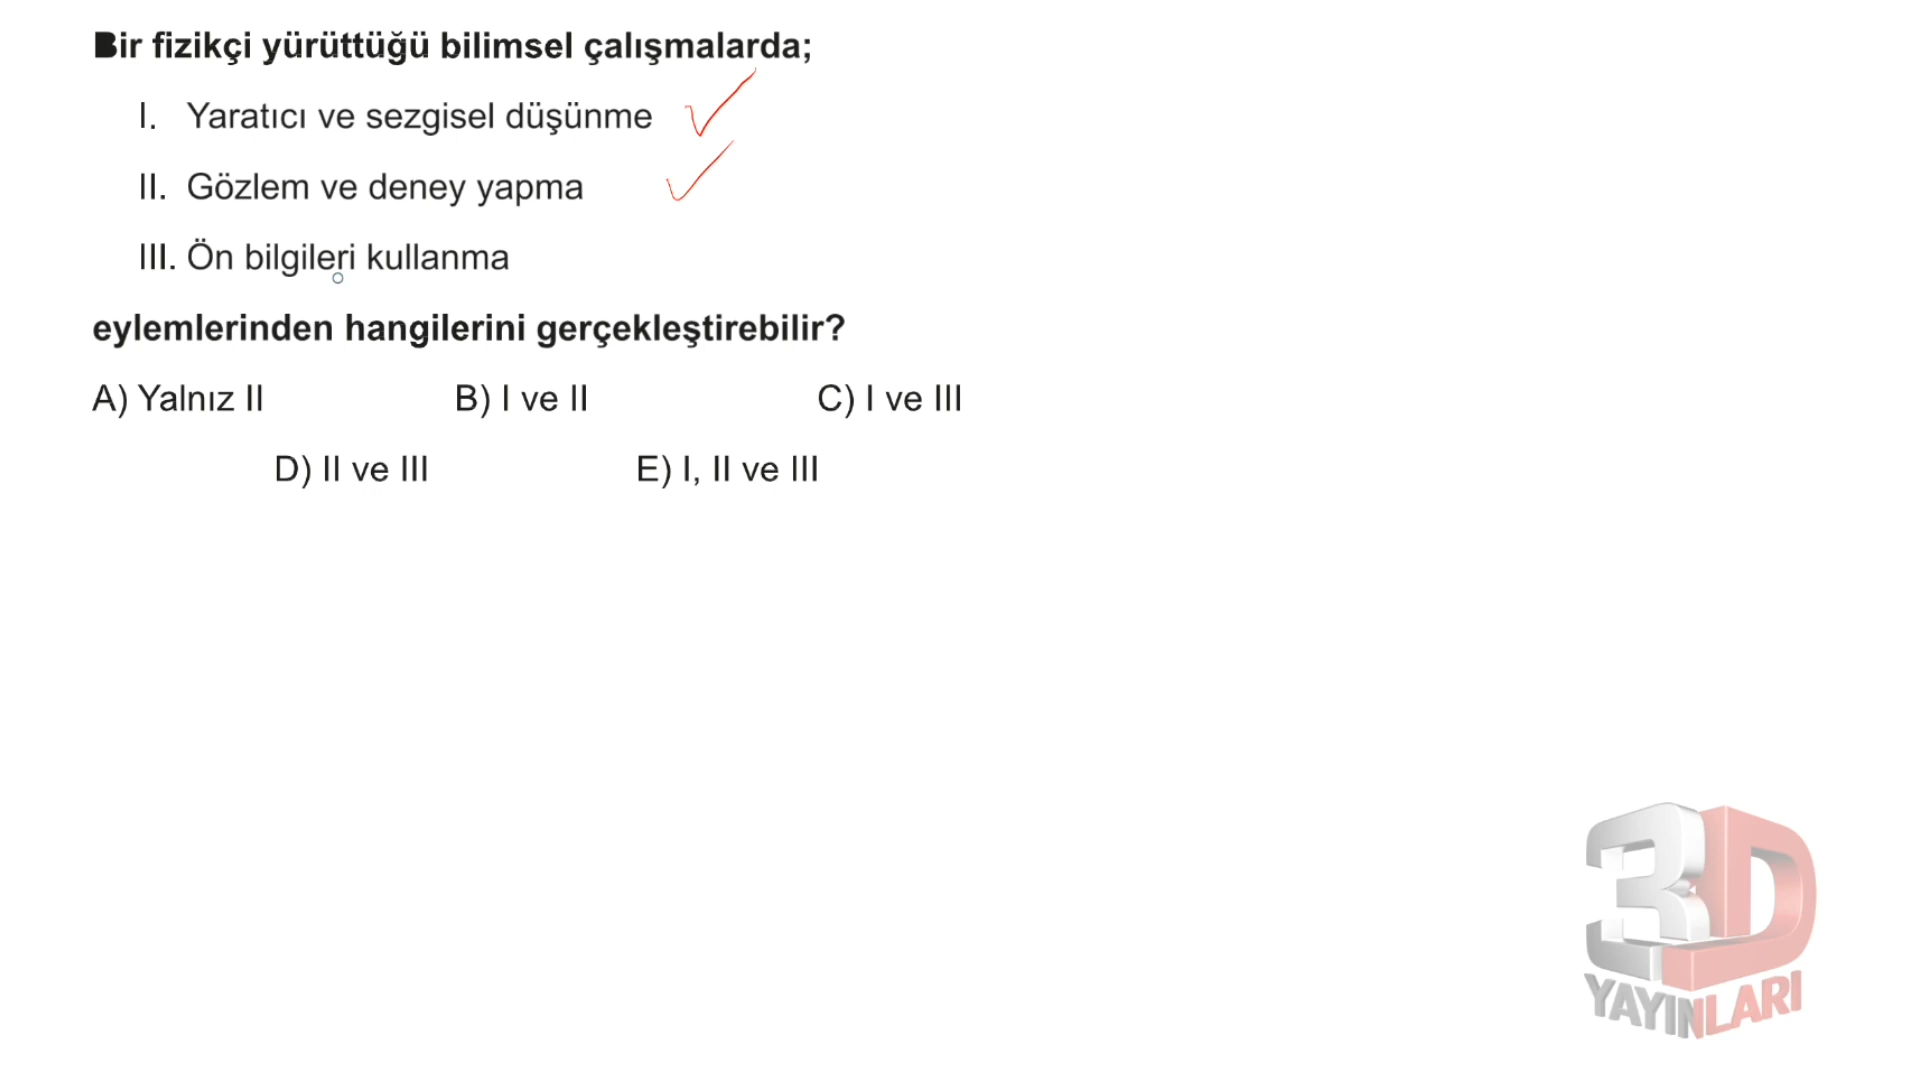 Bir fizikçi yürüttüğü bilimsel çalışmalarda;
I. Yaratıcı ve sezgisel düşünme
II. Gözlem ve deney yapma
III. Ön bilgileri kullanma
eylemlerinden hangilerini gerçekleştirebilir?
A) Yalnız II B) I ve II C) I ve III
D) II ve III E) I, II ve III
3D
YAYINLARI